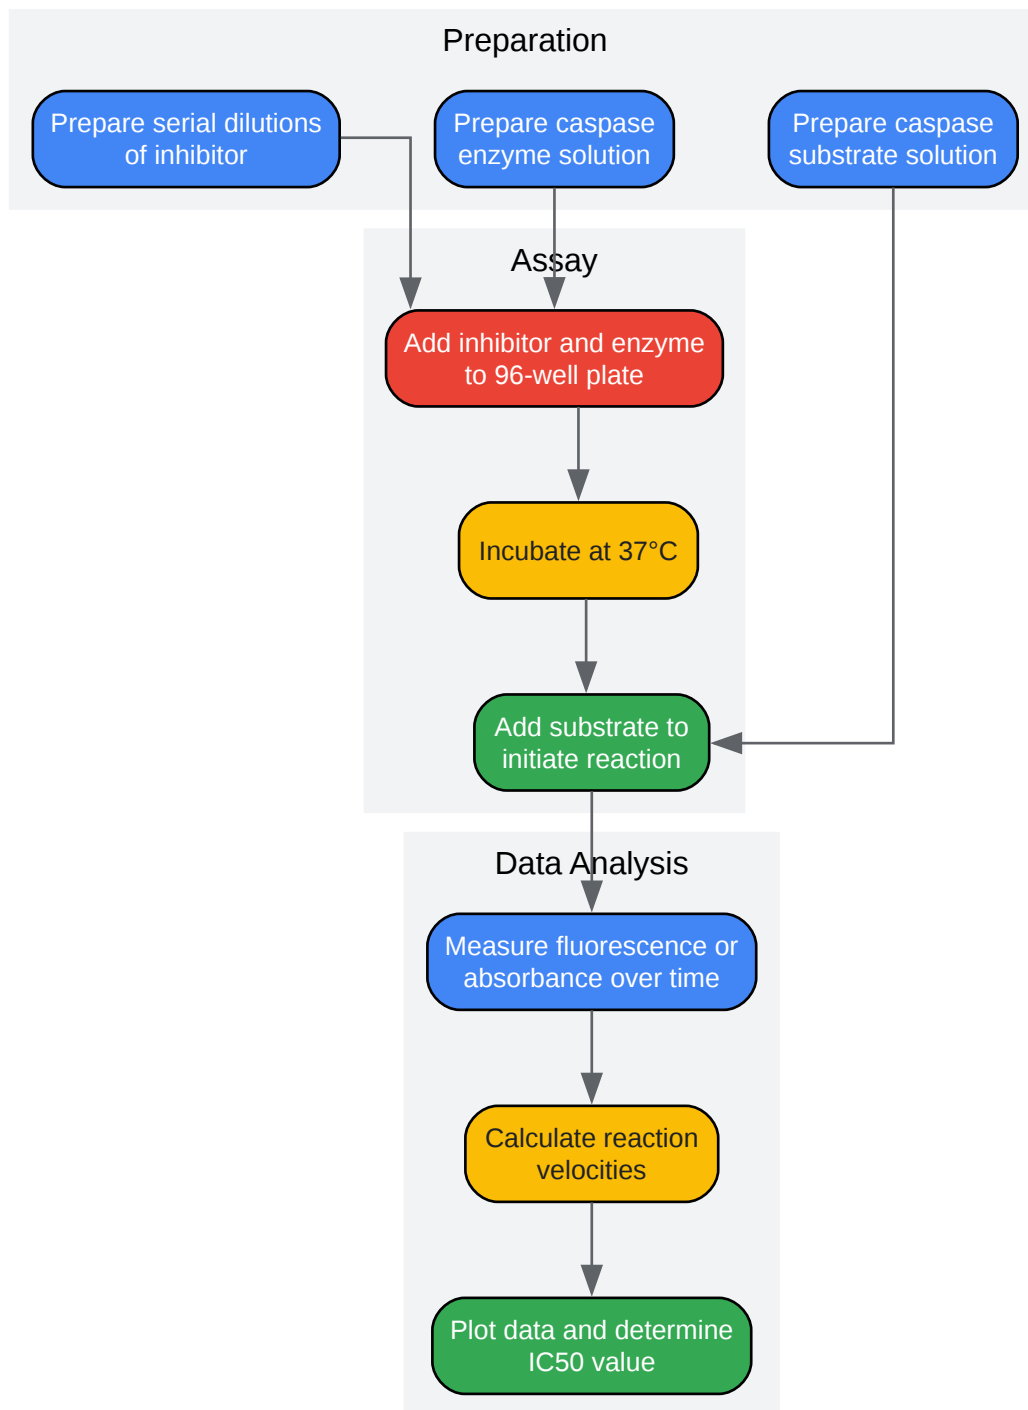 Preparation
Prepare serial dilutions
of inhibitor
Prepare caspase
enzyme solution
Prepare caspase
substrate solution
Assay
Add inhibitor and enzyme
to 96-well plate
Incubate at 37°C
Add substrate to
initiate reaction
Data Analysis
Measure fluorescence or
absorbance over time
Calculate reaction
velocities
Plot data and determine
IC50 value